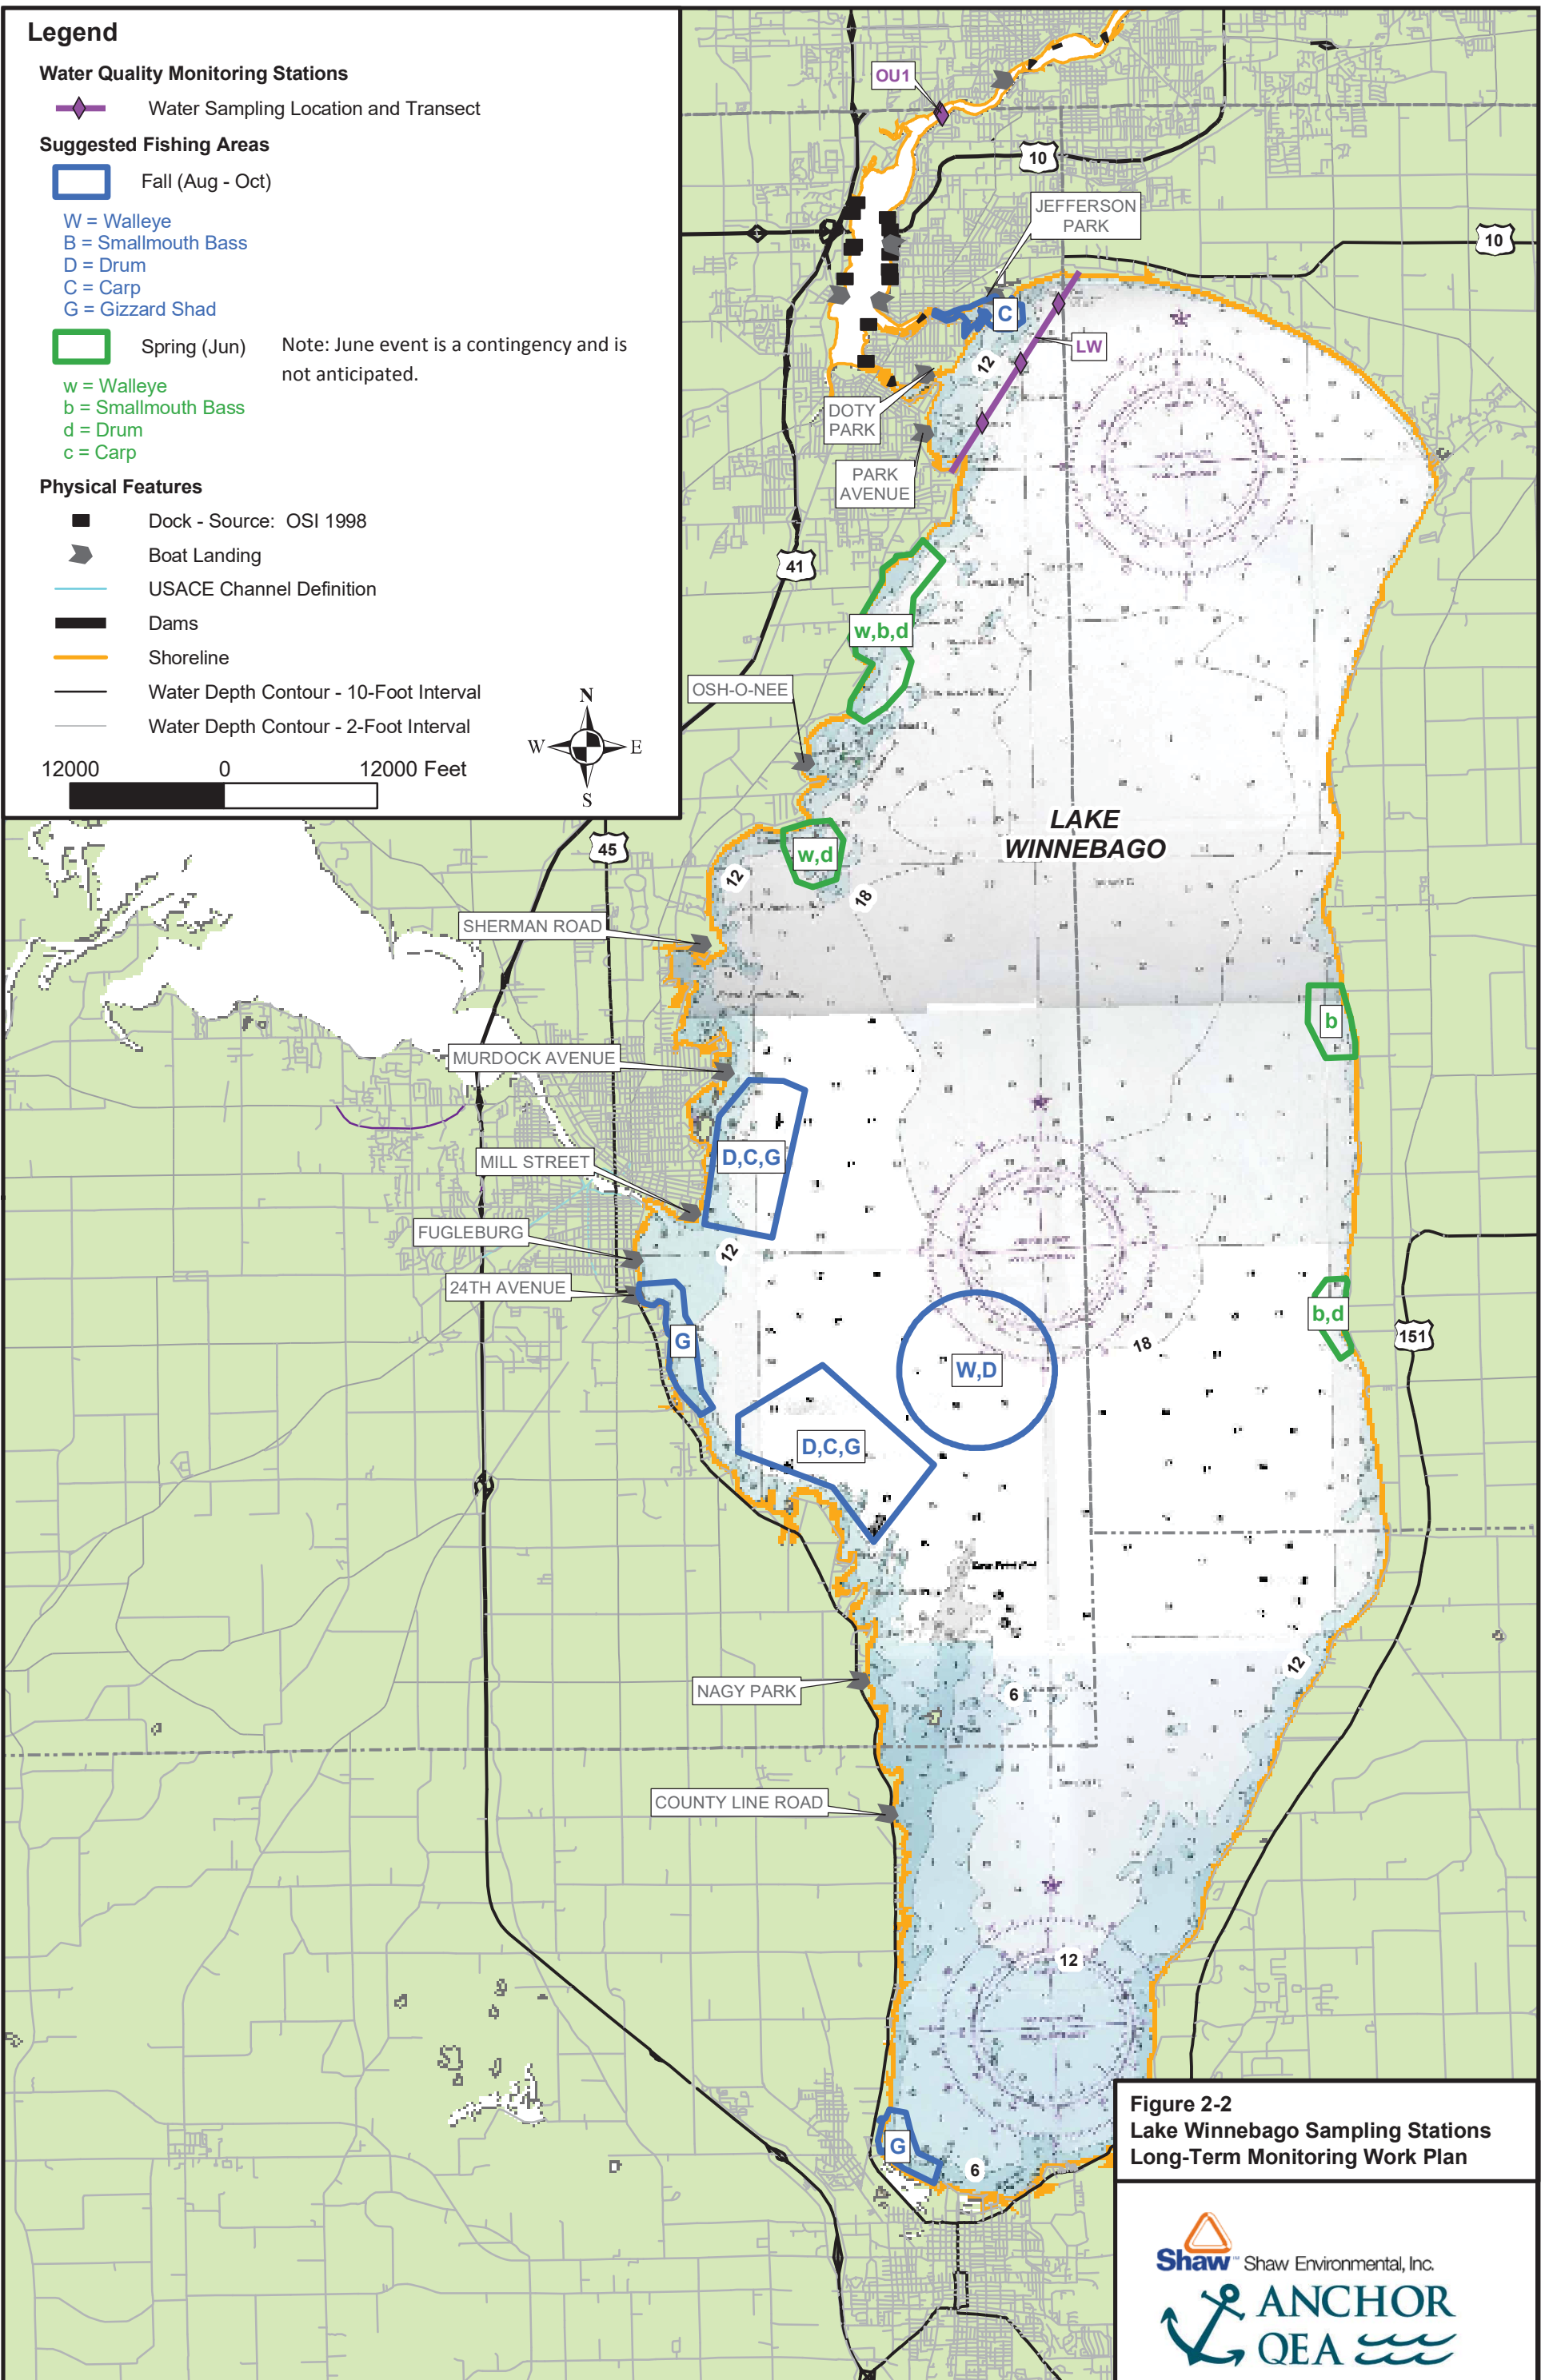 Legend
Water Quality Monitoring Stations
Water Sampling Location and Transect
Suggested Fishing Areas
Fall (Aug - Oct)
W = Walleye
B = Smallmouth Bass
D = Drum
C = Carp
G = Gizzard Shad
Spring (Jun)
Note: June event is a contingency and is
not anticipated.
w = Walleye
b = Smallmouth Bass
d = Drum
c = Carp
Physical Features
Dock - Source: OSI 1998
Boat Landing
USACE Channel Definition
Dams
Shoreline
Water Depth Contour - 10-Foot Interval
Water Depth Contour - 2-Foot Interval
N
W
E
S
12000
0
12000 Feet
OU1
10
JEFFERSON
PARK
10
C
LW
12
DOTY
PARK
PARK
AVENUE
41
w,b,d
OSH-O-NEE
LAKE
WINNEBAGO
45
w,d
12
18
SHERMAN ROAD
b
MURDOCK AVENUE
D,C,G
MILL STREET
FUGLEBURG
12
24TH AVENUE
b,d
151
G
18
W,D
D,C,G
12
NAGY PARK
6
COUNTY LINE ROAD
12
G
6
Figure 2-2
Lake Winnebago Sampling Stations
Long-Term Monitoring Work Plan
Shaw™ Shaw Environmental, Inc.
ANCHOR
QEA